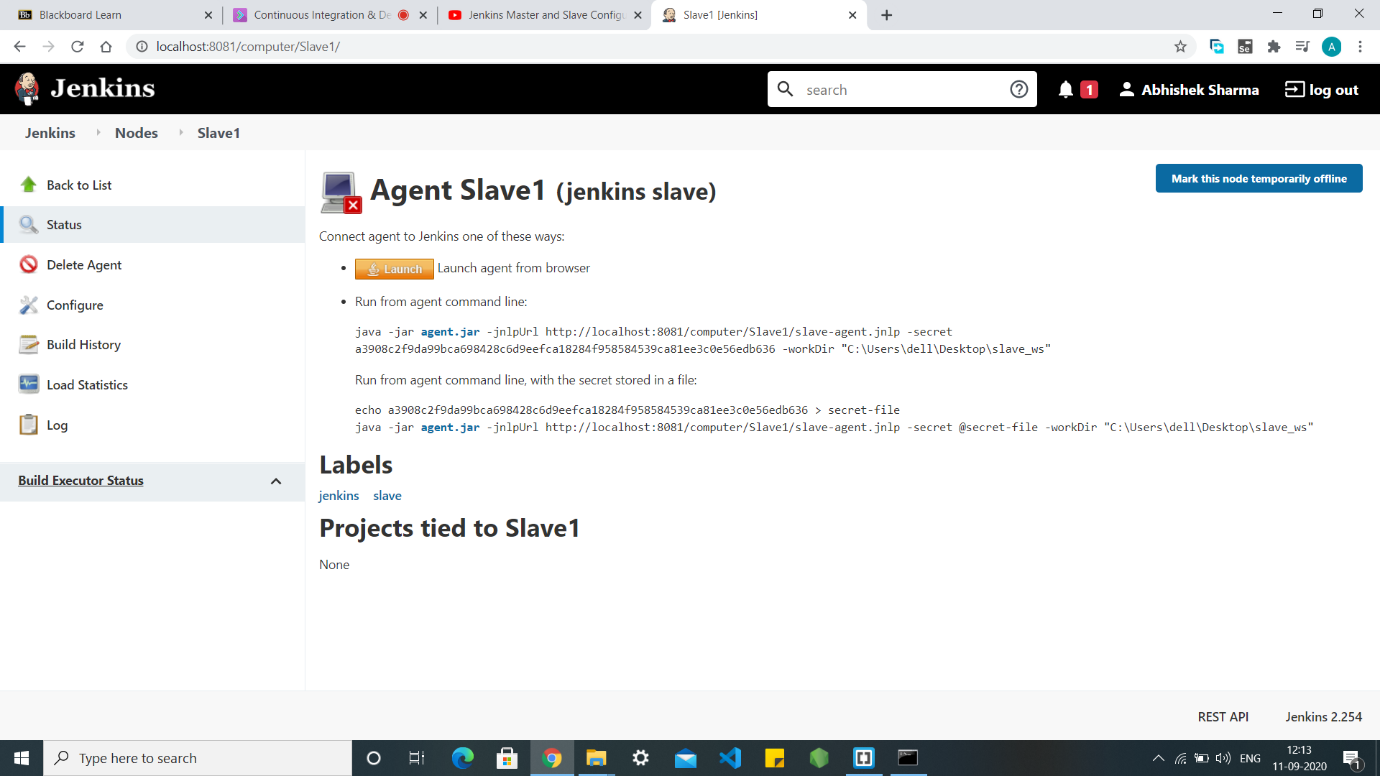 Blackboard Learn
Continuous Integration & De
Jenkins Master and Slave Configu
Slave1 [Jenkins]
localhost:8081/computer/Slave1/
Se
A
Jenkins
search
1
Abhishek Sharma
log out
Jenkins
Nodes
Slave1
Back to List
Status
Delete Agent
Configure
Build History
Load Statistics
Log
Build Executor Status
Agent Slave1 (jenkins slave)
Mark this node temporarily offline
Connect agent to Jenkins one of these ways:
Launch Launch agent from browser
Run from agent command line:
java -jar agent.jar -jnlpUrl http://localhost:8081/computer/Slave1/slave-agent.jnlp -secret
a3908c2f9da99bca698428c6d9eefca18284f958584539ca81ee3c0e56edb636 -workDir "C:\Users\dell\Desktop\slave_ws"
Run from agent command line, with the secret stored in a file:
echo a3908c2f9da99bca698428c6d9eefca18284f958584539ca81ee3c0e56edb636 > secret-file
java -jar agent.jar -jnlpUrl http://localhost:8081/computer/Slave1/slave-agent.jnlp -secret @secret-file -workDir "C:\Users\dell\Desktop\slave_ws"
Labels
jenkins slave
Projects tied to Slave1
None
REST API
Jenkins 2.254
Type here to search
ENG
12:13
11-09-2020
1